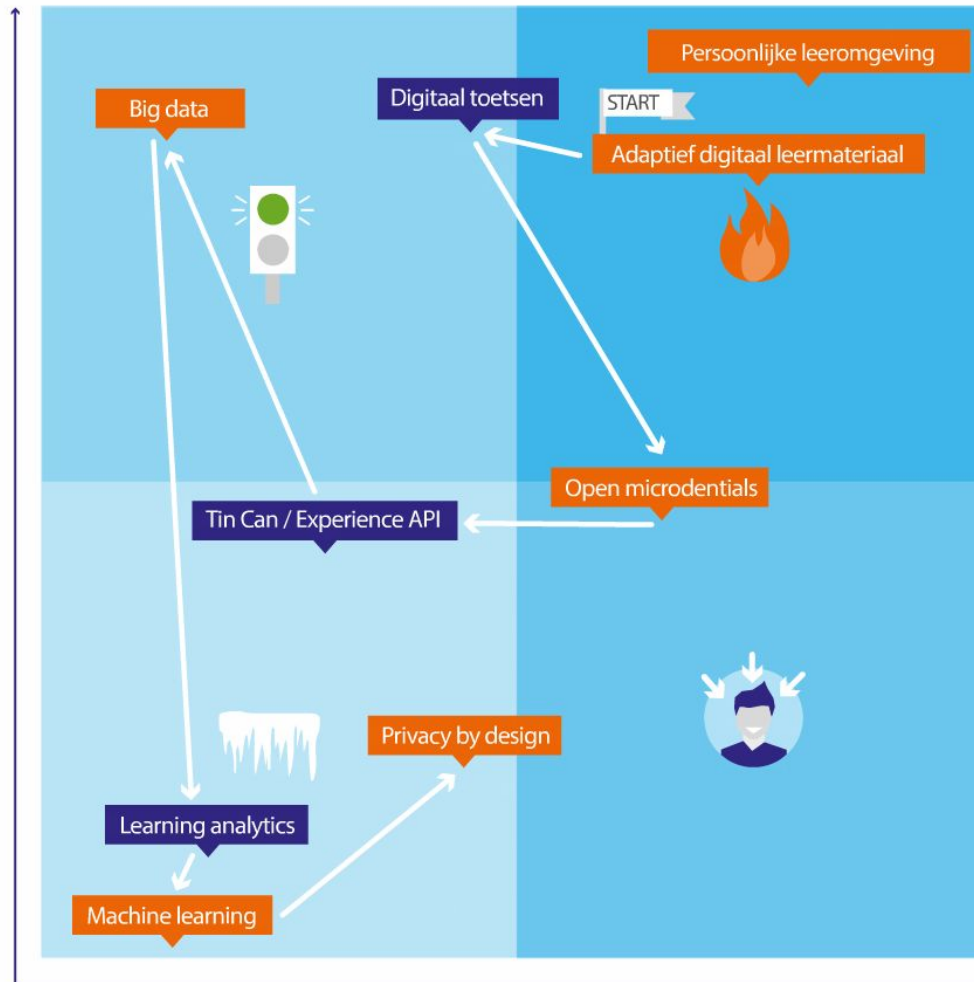 Persoonlijke leeromgeving
Big data
Digitaal toetsen
START
Adaptief digitaal leermateriaal
Open microdentials
Tin Can / Experience API
Privacy by design
Learning analytics
Machine learning